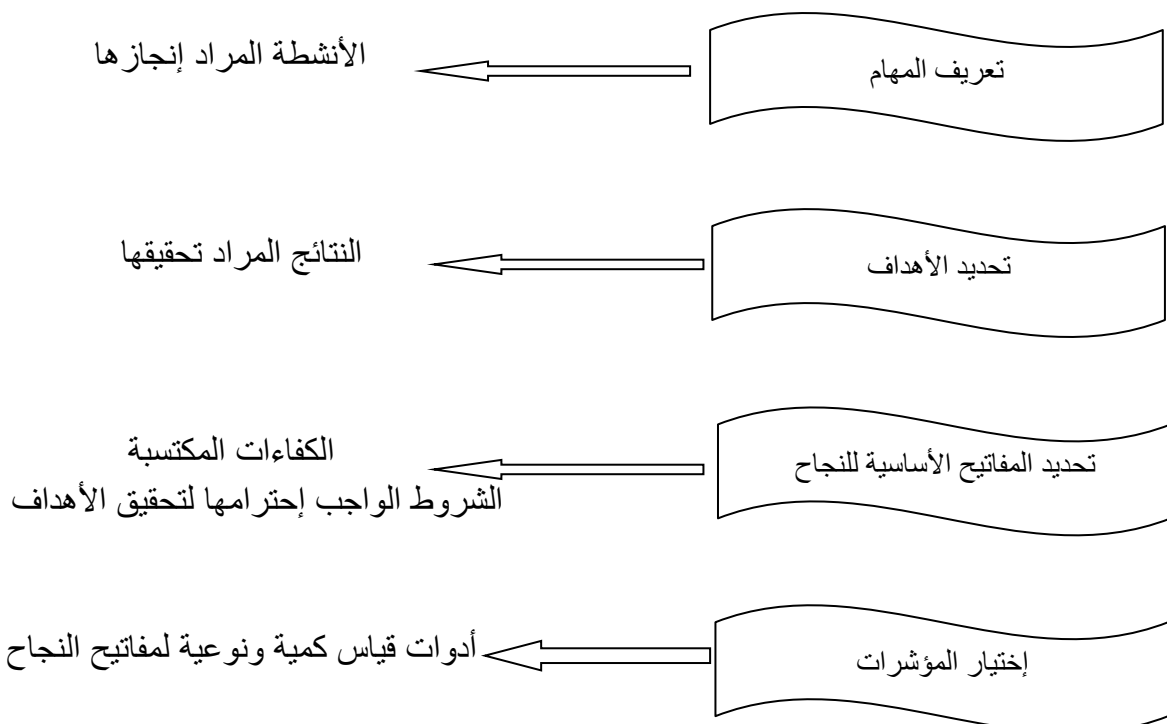 تعريف المهام
الأنشطة المراد إنجازها
تحديد الأهداف
النتائج المراد تحقيقها
تحديد المفاتيح الأساسية للنجاح
الكفاءات المكتسبة
الشروط الواجب إحترامها لتحقيق الأهداف
إختيار المؤشرات
أدوات قياس كمية ونوعية لمفاتيح النجاح